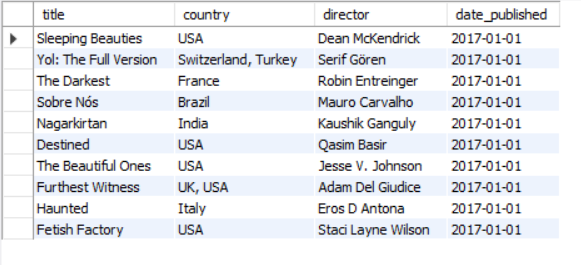 title country director date_published
Sleeping Beauties USA Dean McKendrick 2017-01-01
Yol: The Full Version Switzerland, Turkey Serif Gören 2017-01-01
The Darkest France Robin Entreinger 2017-01-01
Sobre Nós Brazil Mauro Carvalho 2017-01-01
Nagarkirtan India Kaushik Ganguly 2017-01-01
Destined USA Qasim Basir 2017-01-01
The Beautiful Ones USA Jesse V. Johnson 2017-01-01
Furthest Witness UK, USA Adam Del Giudice 2017-01-01
Haunted Italy Eros D Antona 2017-01-01
Fetish Factory USA Staci Layne Wilson 2017-01-01